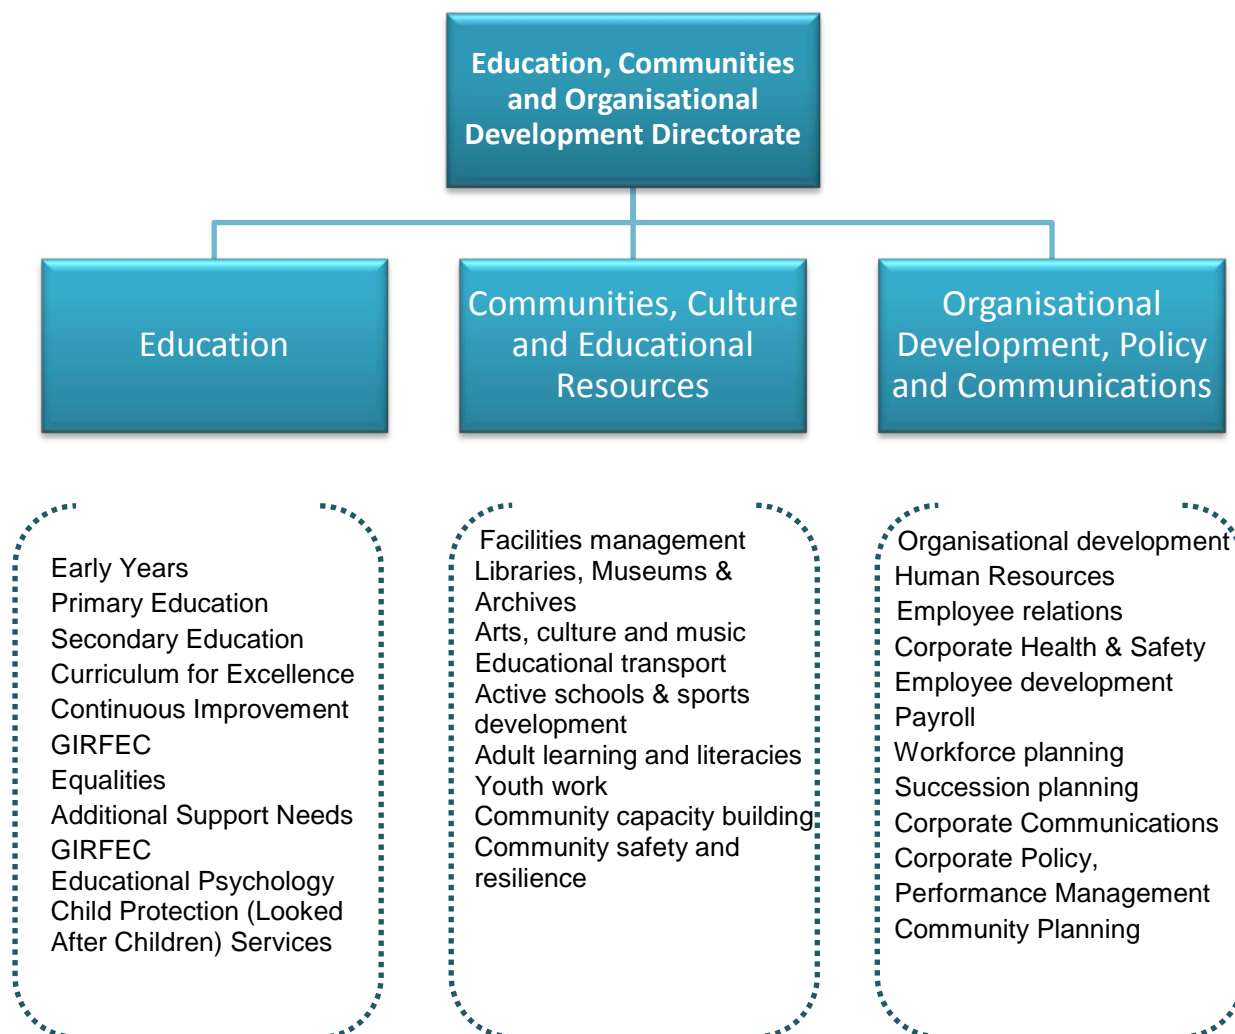 Education, Communities
and Organisational
Development Directorate
Education
Communities, Culture
and Educational
Resources
Organisational
Development, Policy
and Communications
Early Years
Primary Education
Secondary Education
Curriculum for Excellence
Continuous Improvement
GIRFEC
Equalities
Additional Support Needs
GIRFEC
Educational Psychology
Child Protection (Looked
After Children) Services
Facilities management
Libraries, Museums &
Archives
Arts, culture and music
Educational transport
Active schools & sports
development
Adult learning and literacies
Youth work
Community capacity building
Community safety and
resilience
Organisational development
Human Resources
Employee relations
Corporate Health & Safety
Employee development
Payroll
Workforce planning
Succession planning
Corporate Communications
Corporate Policy,
Performance Management
Community Planning